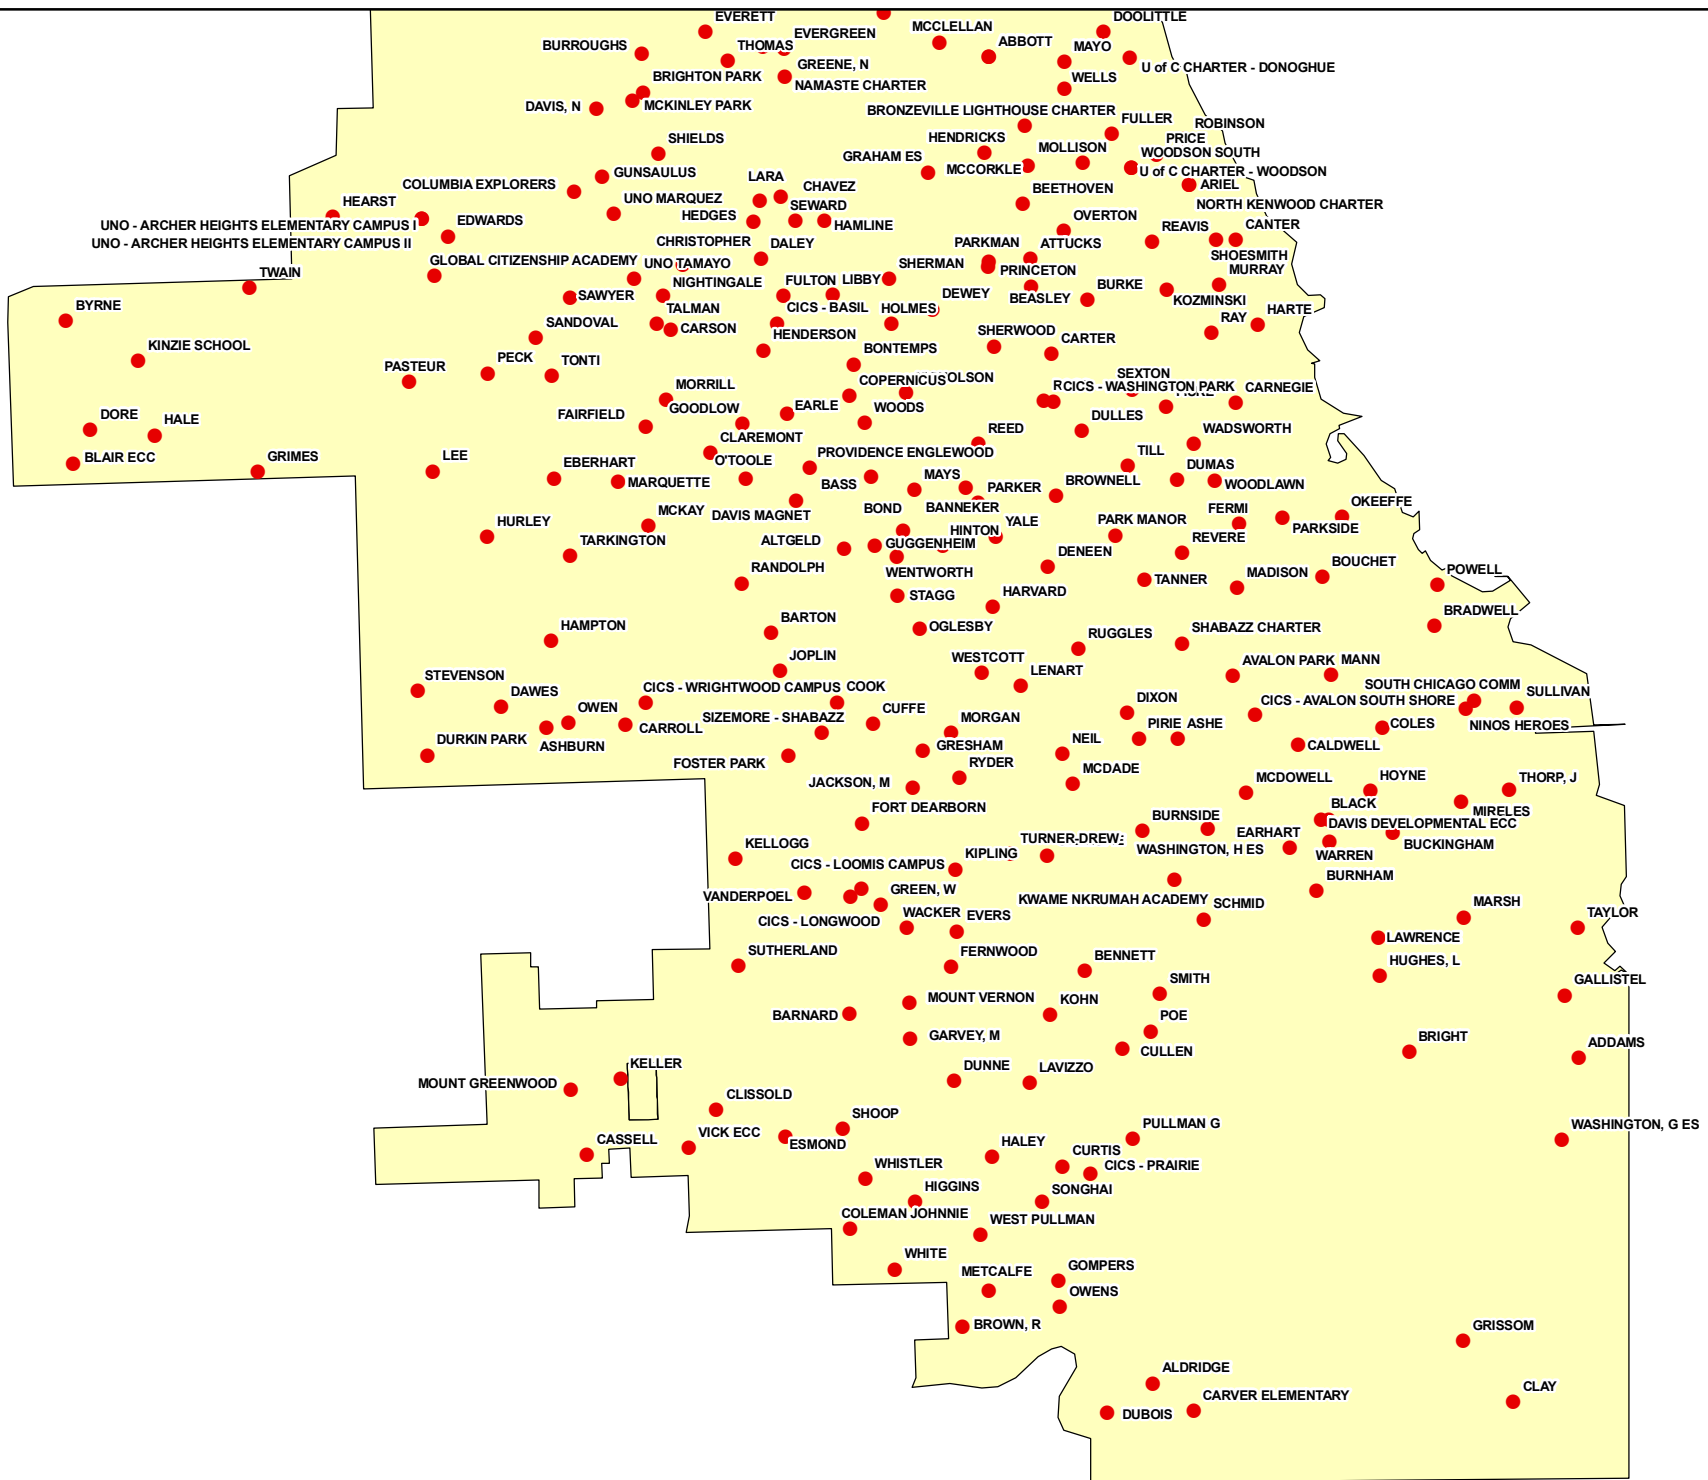 EVERETT
DOOLITTLE
MCCLELLAN
EVERGREEN
ABBOTT
BURROUGHS
THOMAS
MAYO
GREENE, N
U of C CHARTER - DONOGHUE
BRIGHTON PARK
WELLS
NAMASTE CHARTER
DAVIS, N
MCKINLEY PARK
BRONZEVILLE LIGHTHOUSE CHARTER
FULLER
ROBINSON
SHIELDS
HENDRICKS
PRICE
MOLLISON
WOODSON SOUTH
GRAHAM ES
MCCORKLE
U of C CHARTER - WOODSON
GUNSAULUS
LARA
COLUMBIA EXPLORERS
CHAVEZ
ARIEL
BEETHOVEN
HEARST
UNO MARQUEZ
SEWARD
NORTH KENWOOD CHARTER
UNO - ARCHER HEIGHTS ELEMENTARY CAMPUS I
EDWARDS
HEDGES
HAMLINE
OVERTON
REAVIS
CANTER
UNO - ARCHER HEIGHTS ELEMENTARY CAMPUS II
CHRISTOPHER
DALEY
PARKMAN
ATTUCKS
SHOESMITH
GLOBAL CITIZENSHIP ACADEMY
UNO TAMAYO
SHERMAN
PRINCETON
MURRAY
TWAIN
NIGHTINGALE
FULTON
LIBBY
BURKE
SAWYER
DEWEY
BEASLEY
KOZMINSKI
BYRNE
TALMAN
CICS - BASIL
HOLMES
HARTE
SANDOVAL
CARSON
RAY
HENDERSON
SHERWOOD
CARTER
KINZIE SCHOOL
BONTEMPS
PECK
TONTI
PASTEUR
SEXTON
COPERNICUS
MORRILL
CICS - WASHINGTON PARK
CARNEGIE
GOODLOW
EARLE
WOODS
DORE
HALE
FAIRFIELD
DULLES
REED
WADSWORTH
CLAREMONT
BLAIR ECC
GRIMES
LEE
PROVIDENCE ENGLEWOOD
TILL
EBERHART
O'TOOLE
DUMAS
MARQUETTE
BASS
MAYS
PARKER
BROWNELL
WOODLAWN
OKEEFFE
MCKAY
DAVIS MAGNET
BOND
BANNEKER
FERMI
HURLEY
YALE
PARK MANOR
PARKSIDE
TARKINGTON
ALTGELD
HINTON
REVERE
GUGGENHEIM
DENEEN
BOUCHET
RANDOLPH
WENTWORTH
TANNER
MADISON
POWELL
STAGG
HARVARD
BRADWELL
HAMPTON
BARTON
OGLESBY
RUGGLES
SHABAZZ CHARTER
JOPLIN
WESTCOTT
AVALON PARK
MANN
STEVENSON
LENART
DAWES
CICS - WRIGHTWOOD CAMPUS
COOK
SOUTH CHICAGO COMM
SULLIVAN
OWEN
CUFFE
DIXON
CICS - AVALON SOUTH SHORE
CARROLL
SIZEMORE - SHABAZZ
MORGAN
PIRIE
ASHE
COLES
NINOS HEROES
DURKIN PARK
ASHBURN
NEIL
CALDWELL
GRESHAM
FOSTER PARK
RYDER
MCDADE
JACKSON, M
MCDOWELL
HOYNE
THORP, J
FORT DEARBORN
BLACK
MIRELES
BURNSIDE
DAVIS DEVELOPMENTAL ECC
KELLOGG
TURNER-DREW
EARHART
BUCKINGHAM
WASHINGTON, H ES
KIPLING
WARREN
CICS - LOOMIS CAMPUS
BURNHAM
VANDERPOEL
GREEN, W
KWAME NKRUMAH ACADEMY
SCHMID
MARSH
CICS - LONGWOOD
WACKER
EVERS
TAYLOR
LAWRENCE
SUTHERLAND
FERNWOOD
BENNETT
HUGHES, L
SMITH
GALLISTEL
MOUNT VERNON
KOHN
BARNARD
POE
GARVEY, M
BRIGHT
ADDAMS
CULLEN
KELLER
DUNNE
LAVIZZO
MOUNT GREENWOOD
CLISSOLD
SHOOP
PULLMAN G
WASHINGTON, G ES
VICK ECC
CASSELL
ESMOND
HALEY
CURTIS
WHISTLER
CICS - PRAIRIE
HIGGINS
SONGHAI
COLEMAN JOHNNIE
WEST PULLMAN
WHITE
METCALFE
GOMPERS
OWENS
BROWN, R
GRISSOM
ALDRIDGE
CLAY
CARVER ELEMENTARY
DUBOIS